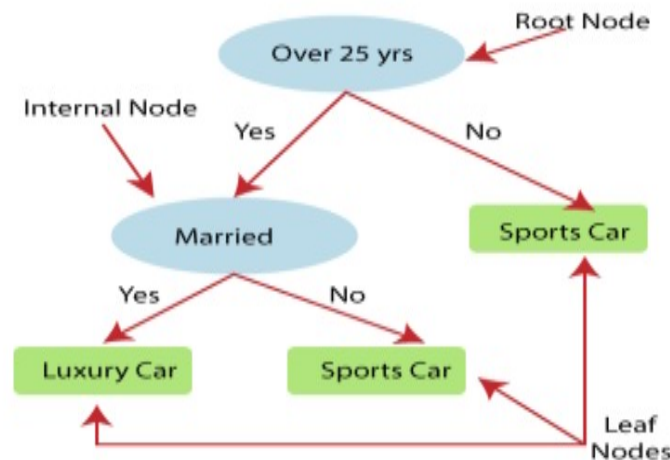 Root Node
Over 25 yrs
Internal Node
Yes
No
Married
Sports Car
Yes
No
Luxury Car
Sports Car
Leaf
Nodes